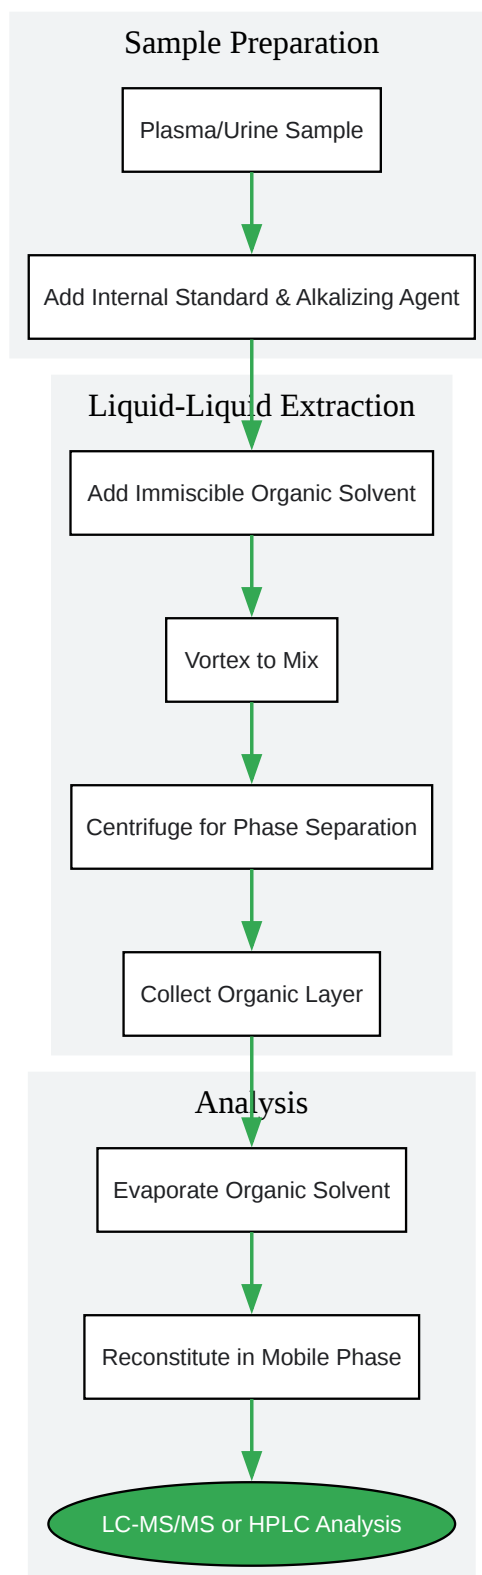 Sample Preparation
Plasma/Urine Sample
Add Internal Standard & Alkalizing Agent
Liquid-Liquid Extraction
Add Immiscible Organic Solvent
Vortex to Mix
Centrifuge for Phase Separation
Collect Organic Layer
Analysis
Evaporate Organic Solvent
Reconstitute in Mobile Phase
LC-MS/MS or HPLC Analysis